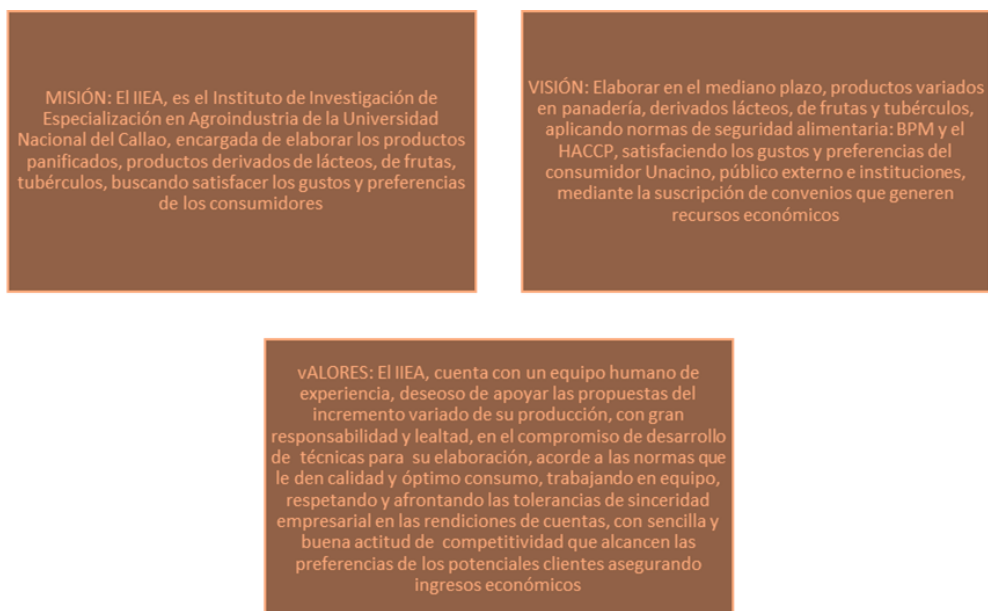 MISIÓN: El IIEA, es el Instituto de Investigación de
Especialización en Agroindustria de la Universidad
Nacional del Callao, encargada de elaborar los productos
panificados, productos derivados de lácteos, de frutas,
tubérculos, buscando satisfacer los gustos y preferencias
de los consumidores
VISIÓN: Elaborar en el mediano plazo, productos variados
en panadería, derivados lácteos, de frutas y tubérculos,
aplicando normas de seguridad alimentaria: BPM y el
HACCP, satisfaciendo los gustos y preferencias del
consumidor Unacino, público externo e instituciones,
mediante la suscripción de convenios que generen
recursos económicos
vALORES: El IIEA, cuenta con un equipo humano de
experiencia, deseoso de apoyar las propuestas del
incremento variado de su producción, con gran
responsabilidad y lealtad, en el compromiso de desarrollo
de técnicas para su elaboración, acorde a las normas que
le den calidad y óptimo consumo, trabajando en equipo,
respetando y afrontando las tolerancias de sinceridad
empresarial en las rendiciones de cuentas, con sencilla y
buena actitud de competitividad que alcancen las
preferencias de los potenciales clientes asegurando
ingresos económicos